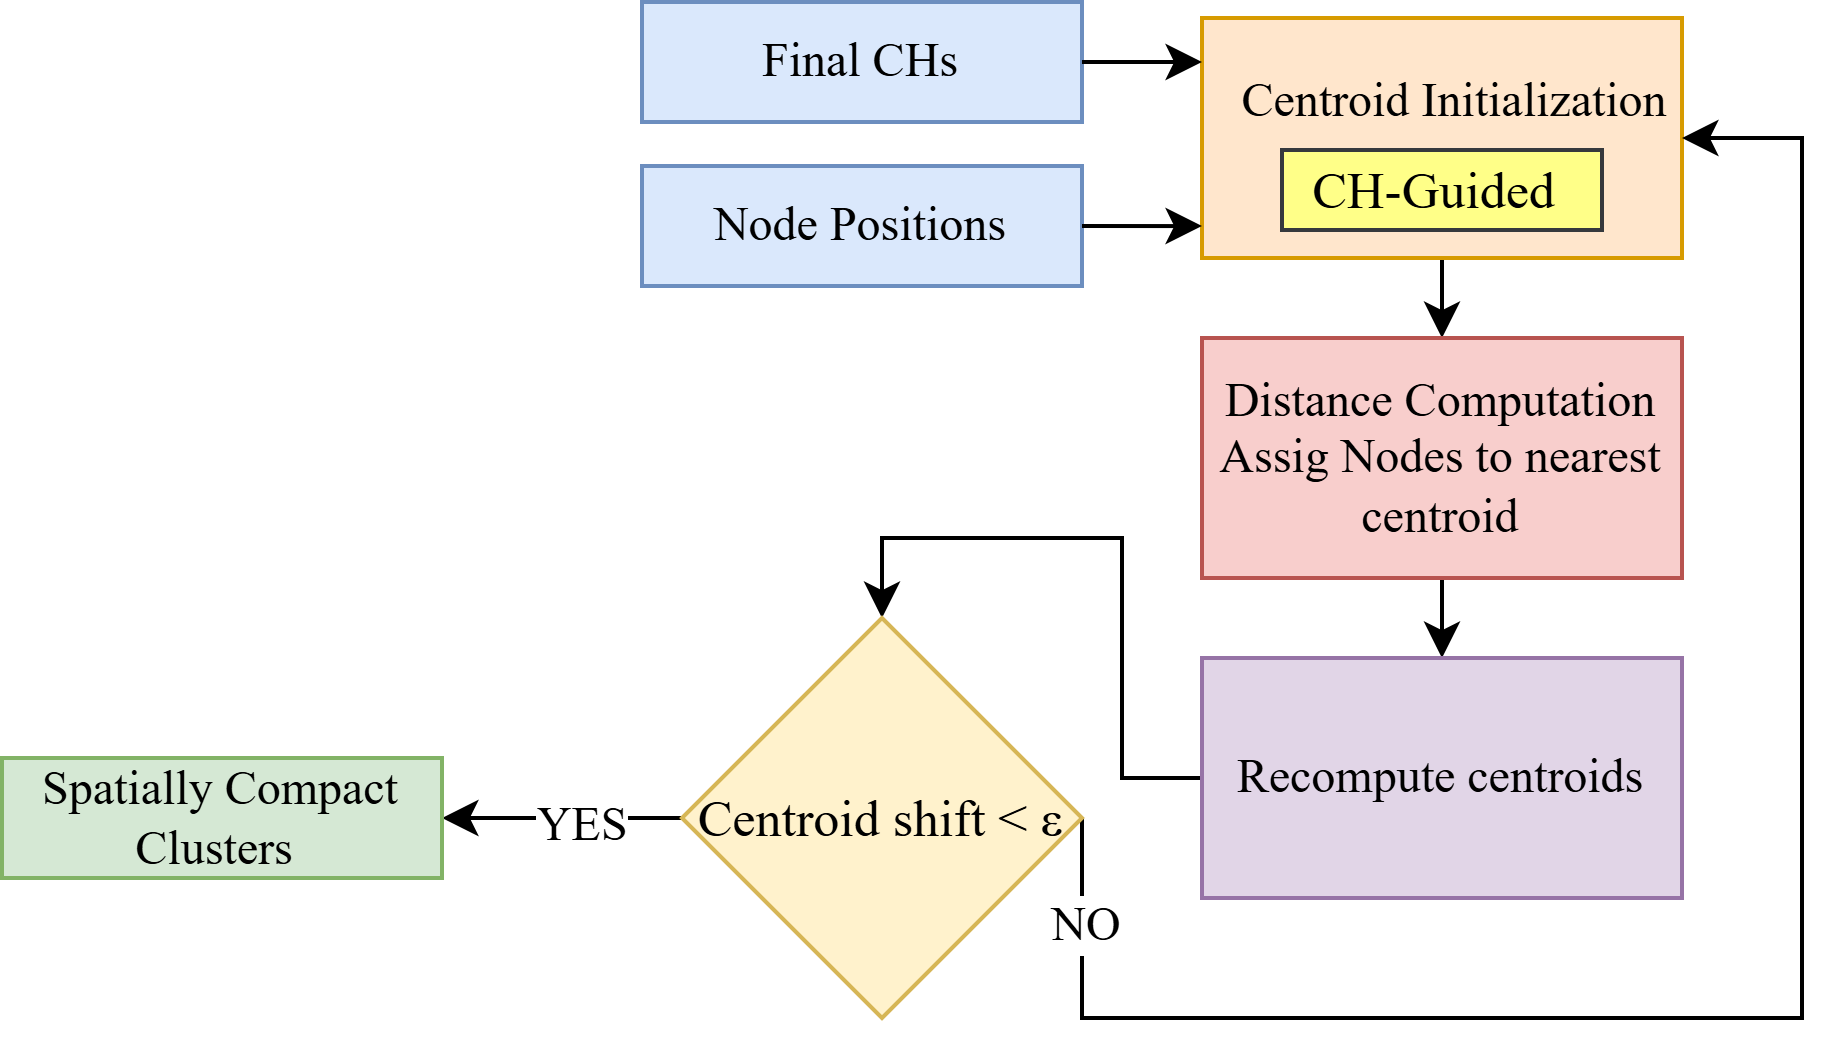 Final CHs
Node Positions
Centroid Initialization
CH-Guided
Distance Computation
Assig Nodes to nearest
centroid
Recompute centroids
Centroid shift < ε
YES
NO
Spatially Compact
Clusters